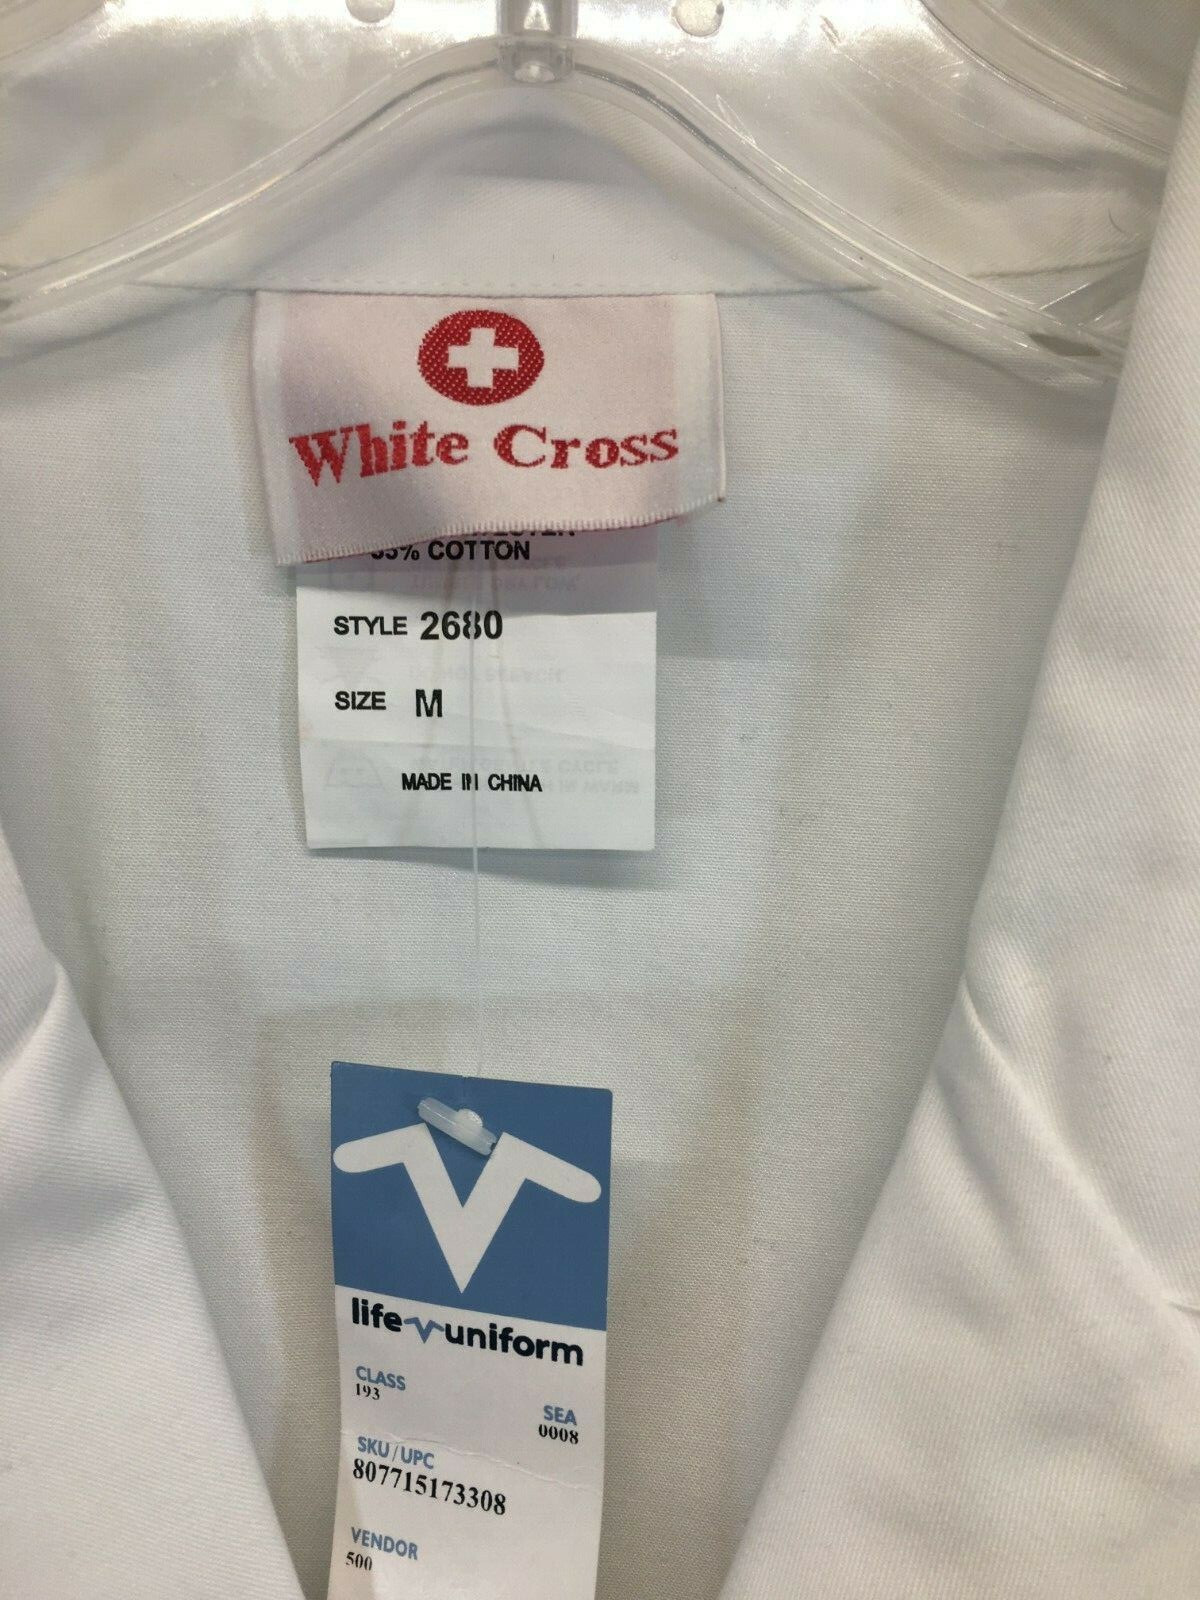 White Cross
35% COTTON
STYLE 2680
SIZE M
MADE IN CHINA
life uniform
CLASS
193
SEA
0008
SKU/UPC
807715173308
VENDOR
500